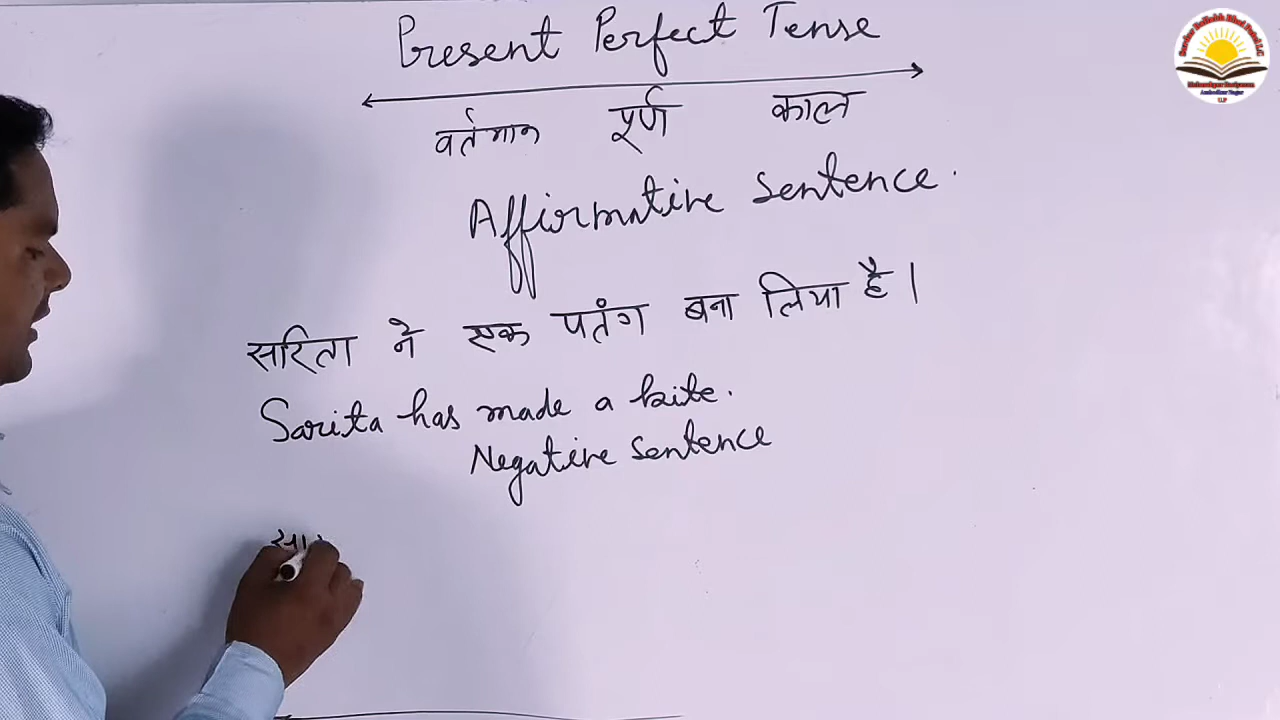 Present Perfect Tense
वर्तमान पूर्ण काल
Affirmative Sentence.
सरिता ने एक पतंग बना लिया है।
Sarita has made a kite.
Negative Sentence